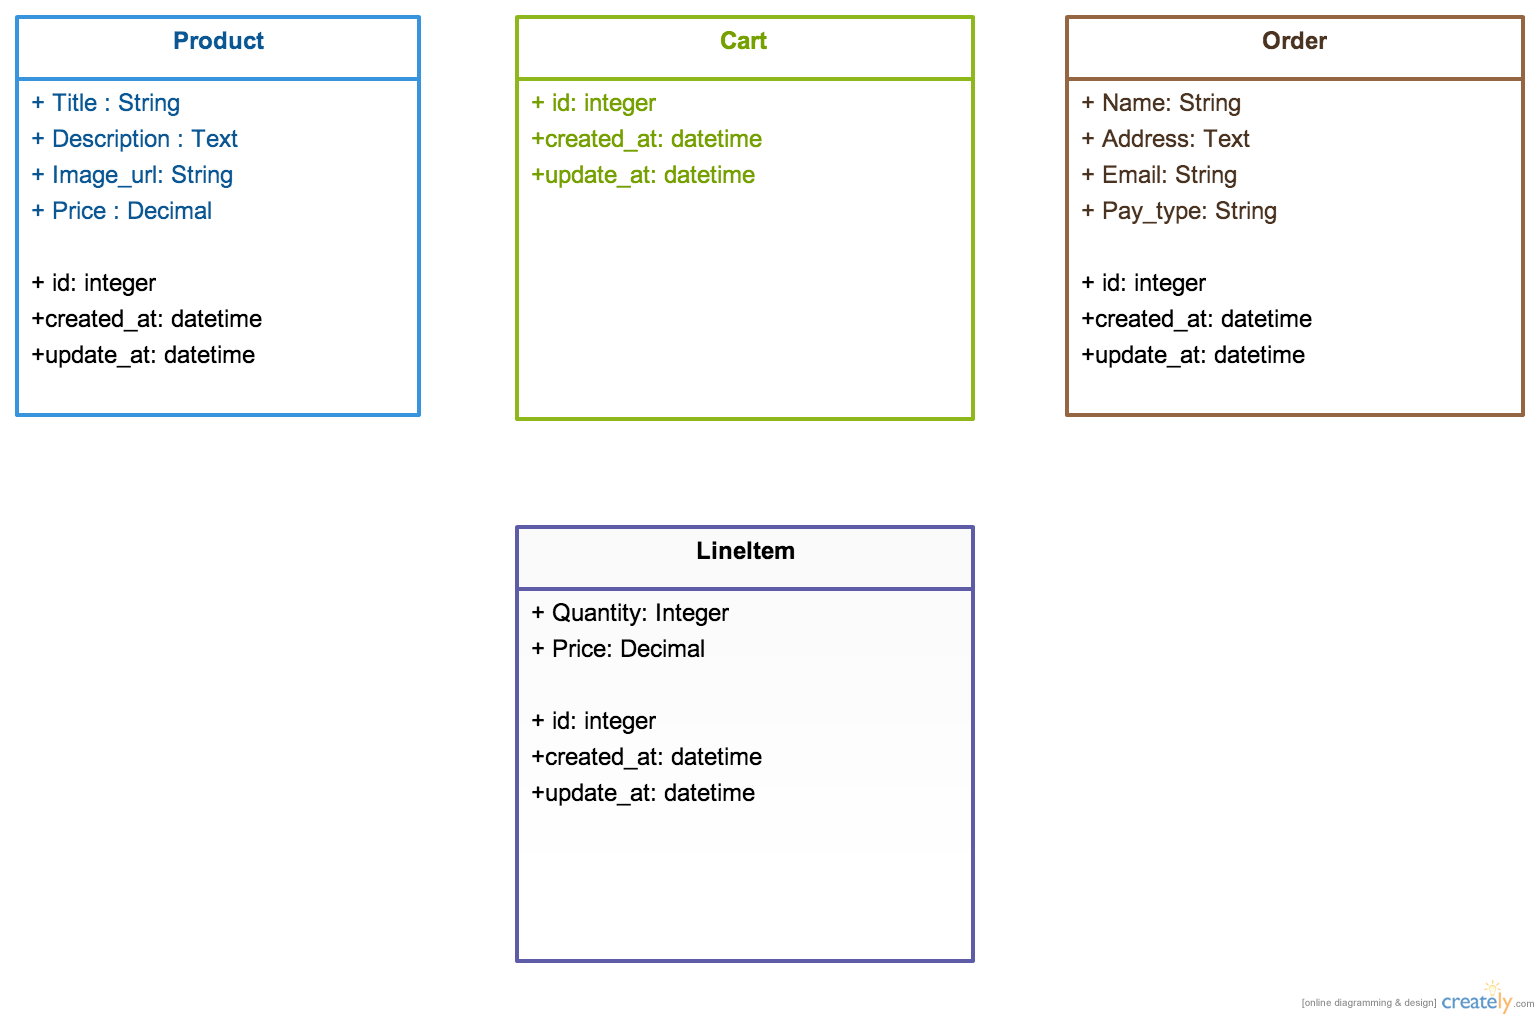 Product
+ Title : String
+ Description : Text
+ Image_url: String
+ Price : Decimal
+ id: integer
+created_at: datetime
+update_at: datetime
Cart
+ id: integer
+created_at: datetime
+update_at: datetime
Order
+ Name: String
+ Address: Text
+ Email: String
+ Pay_type: String
+ id: integer
+created_at: datetime
+update_at: datetime
LineItem
+ Quantity: Integer
+ Price: Decimal
+ id: integer
+created_at: datetime
+update_at: datetime
[online diagramming & design] creately.com